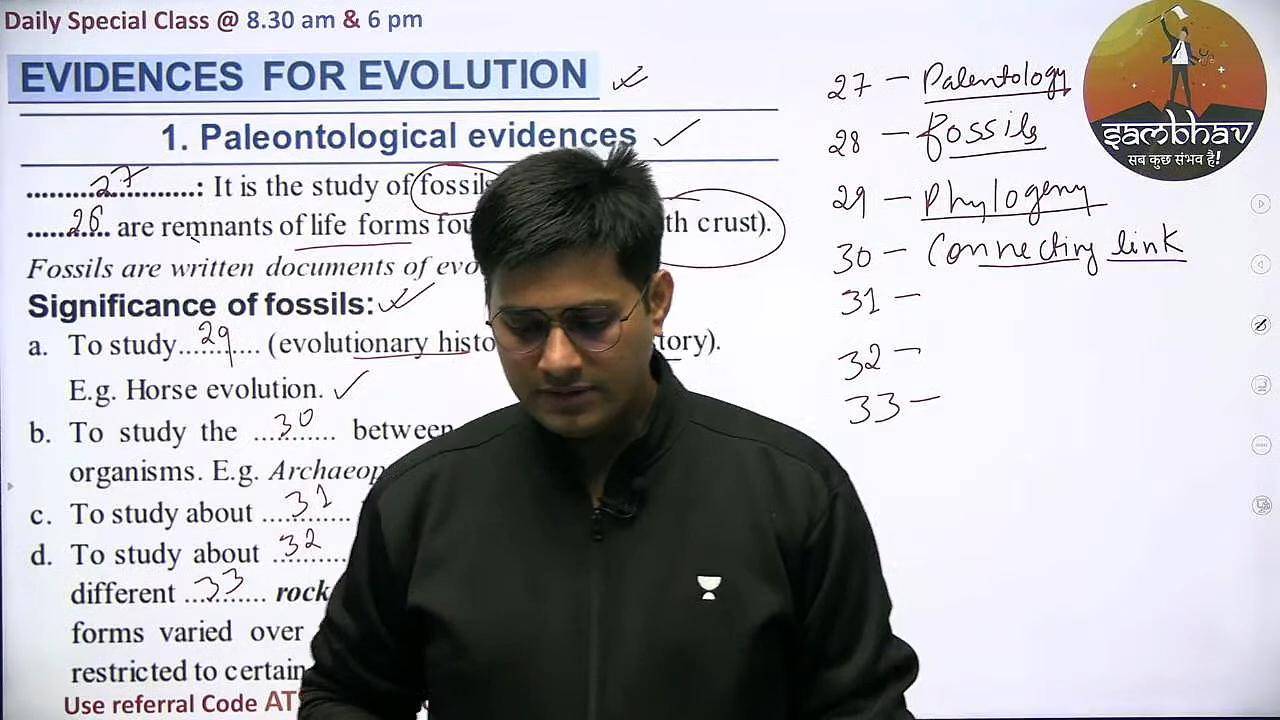 Daily Special Class @ 8.30 am & 6 pm
EVIDENCES FOR EVOLUTION
1. Paleontological evidences
27 : It is the study of fossils
26 are remnants of life forms fou th crust).
Fossils are written documents of evo
Significance of fossils:
a. To study 29 (evolutionary histo tory).
E.g. Horse evolution.
b. To study the 30 between
organisms. E.g. Archaeop
c. To study about 31
d. To study about 32
different 33 rock
forms varied over
restricted to certain
Use referral Code AT
27 - Palentology
28 - fossils
29 - Phylogeny
30 - Connecting link
31 -
32 -
33 -
sambhav
सब कुछ संभव है!